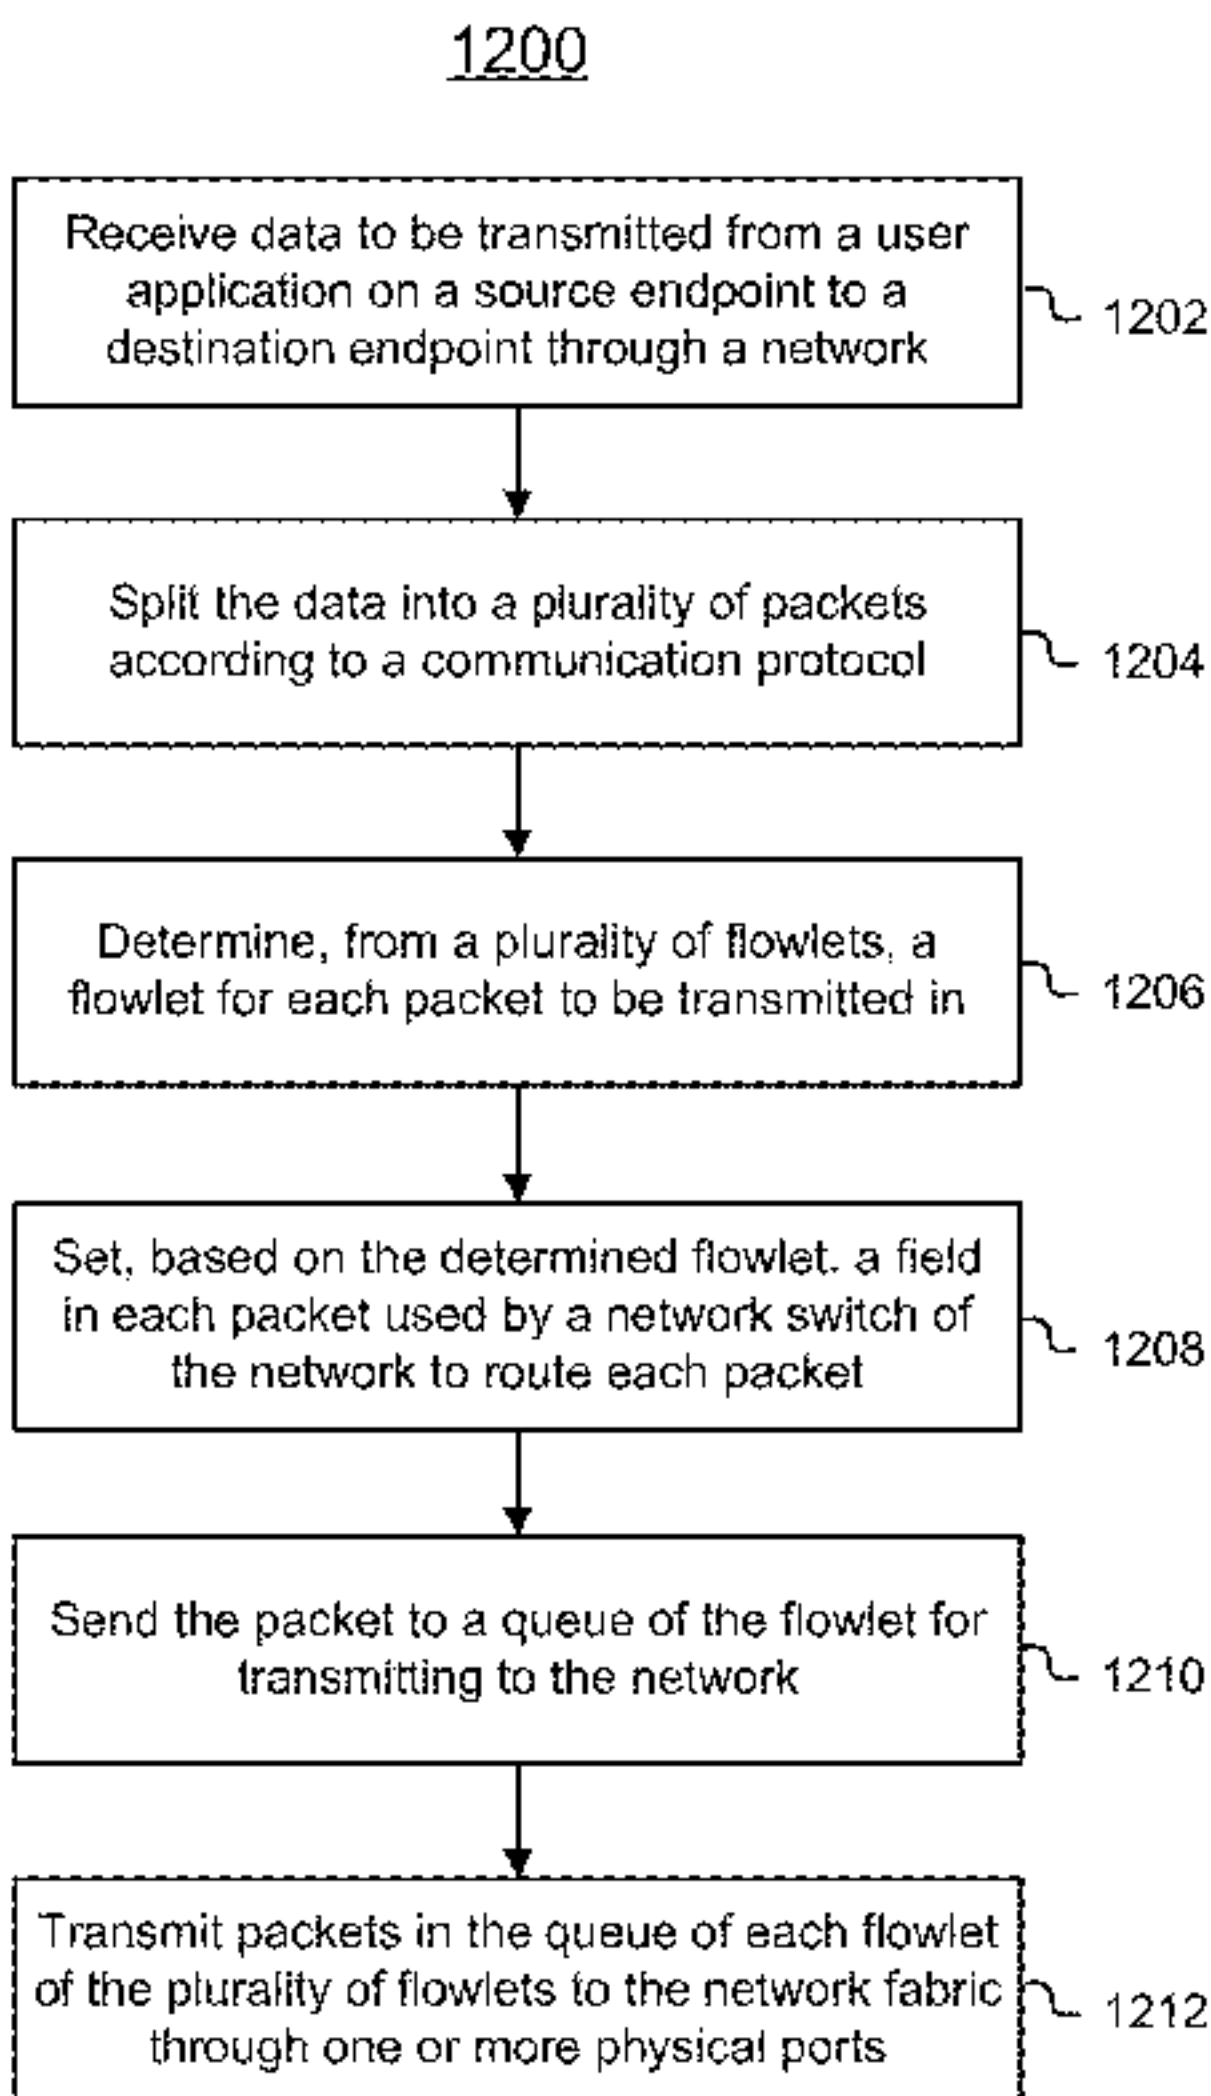 1200
Receive data to be transmitted from a user
application on a source endpoint to a
destination endpoint through a network
1202
Split the data into a plurality of packets
according to a communication protocol
1204
Determine, from a plurality of flowlets, a
flowlet for each packet to be transmitted in
1206
Set, based on the determined flowlet, a field
in each packet used by a network switch of
the network to route each packet
1208
Send the packet to a queue of the flowlet for
transmitting to the network
1210
Transmit packets in the queue of each flowlet
of the plurality of flowlets to the network fabric
through one or more physical ports
1212